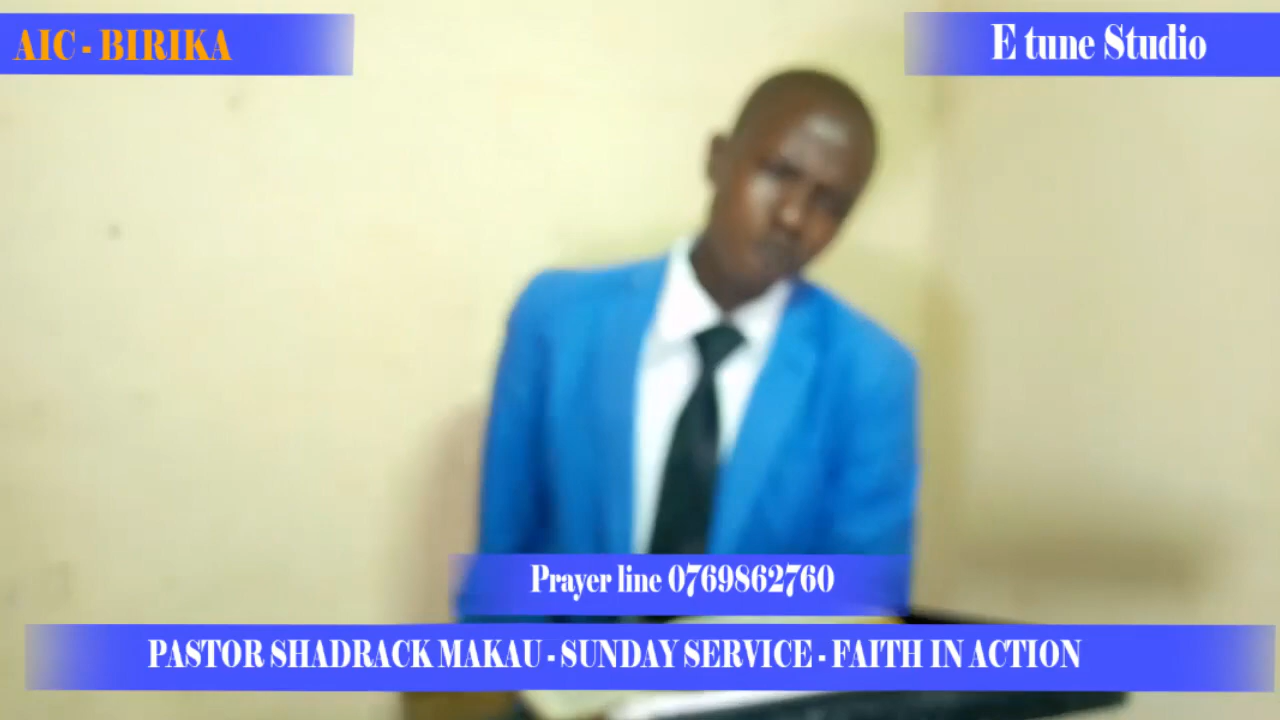 AIC - BIRIKA
E tune Studio
Prayer line 0769862760
PASTOR SHADRACK MAKAU - SUNDAY SERVICE - FAITH IN ACTION